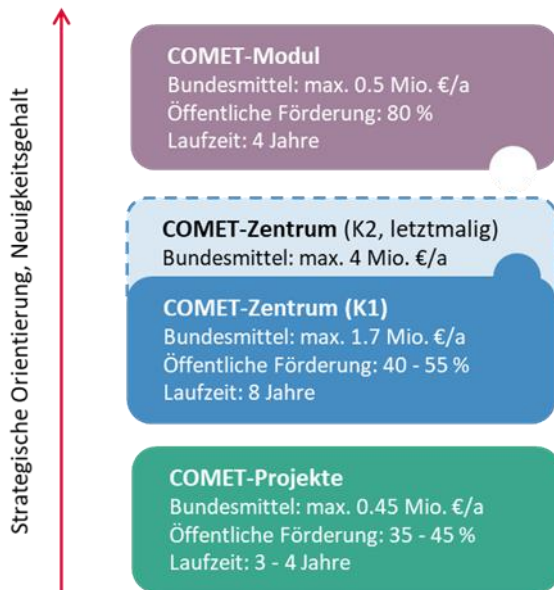 Strategische Orientierung, Neuigkeitsgehalt
COMET-Modul
Bundesmittel: max. 0.5 Mio. €/a
Öffentliche Förderung: 80 %
Laufzeit: 4 Jahre
COMET-Zentrum (K2, letztmalig)
Bundesmittel: max. 4 Mio. €/a
COMET-Zentrum (K1)
Bundesmittel: max. 1.7 Mio. €/a
Öffentliche Förderung: 40 - 55 %
Laufzeit: 8 Jahre
COMET-Projekte
Bundesmittel: max. 0.45 Mio. €/a
Öffentliche Förderung: 35 - 45 %
Laufzeit: 3 - 4 Jahre